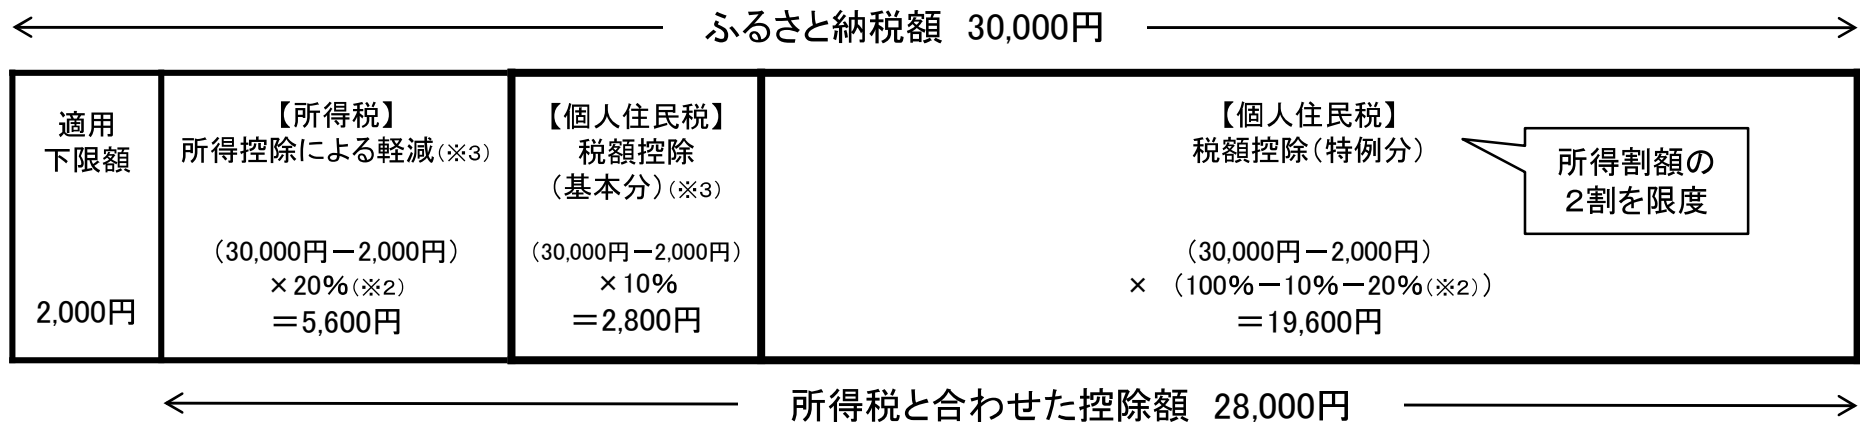 ふるさと納税額 30,000円
適用
下限額
2,000円
【所得税】
所得控除による軽減(※3)
(30,000円－2,000円)
×20%(※2)
＝5,600円
【個人住民税】
税額控除
(基本分)(※3)
(30,000円－2,000円)
×10%
＝2,800円
【個人住民税】
税額控除(特例分)
(30,000円－2,000円)
× (100%－10%－20%(※2))
＝19,600円
所得割額の
２割を限度
所得税と合わせた控除額 28,000円